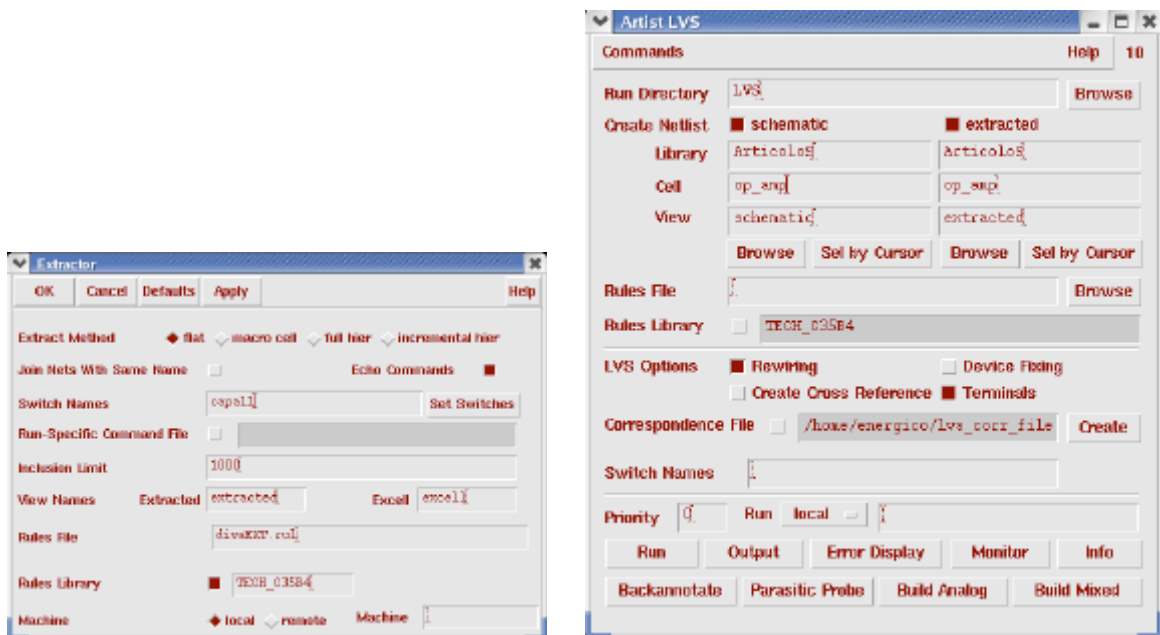 Extractor
OK Cancel Defaults Apply Help
Extract Method flat macro cell full hier incremental hier
Join Nets With Same Name Echo Commands
Switch Names capall Set Switches
Run-Specific Command File
Inclusion Limit 1000
View Names Extracted extracted Excell excell
Rules File divaEXT.rul
Rules Library TECH_C35B4
Machine local remote Machine
Artist LVS
Commands Help 10
Run Directory LVS Browse
Create Netlist schematic extracted
Library Articolo5 Articolo5
Cell op_amp op_amp
View schematic extracted
Browse Sel by Cursor Browse Sel by Cursor
Rules File Browse
Rules Library TECH_C35B4
LVS Options Rewiring Device Fixing
Create Cross Reference Terminals
Correspondence File /home/energico/lvs_corr_file Create
Switch Names
Priority 0 Run local
Run Output Error Display Monitor Info
Backannotate Parasitic Probe Build Analog Build Mixed